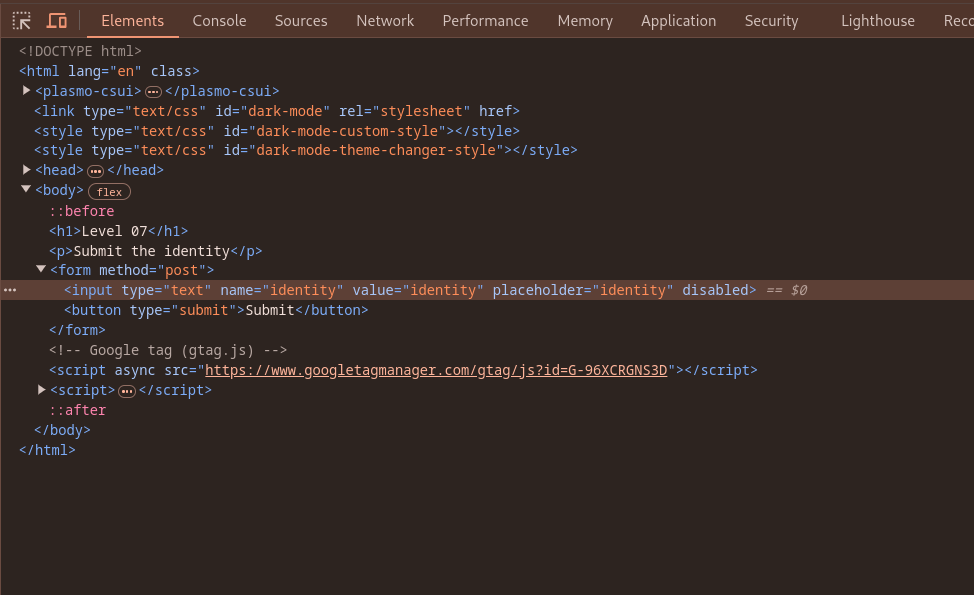 Elements Console Sources Network Performance Memory Application Security Lighthouse Reco
<!DOCTYPE html>
<html lang="en" class>
<plasmo-csui>…</plasmo-csui>
<link type="text/css" id="dark-mode" rel="stylesheet" href>
<style type="text/css" id="dark-mode-custom-style"></style>
<style type="text/css" id="dark-mode-theme-changer-style"></style>
<head>…</head>
<body> flex
::before
<h1>Level 07</h1>
<p>Submit the identity</p>
<form method="post">
<input type="text" name="identity" value="identity" placeholder="identity" disabled> == $0
<button type="submit">Submit</button>
</form>
<!-- Google tag (gtag.js) -->
<script async src="https://www.googletagmanager.com/gtag/js?id=G-96XCRGNS3D"></script>
<script>…</script>
::after
</body>
</html>